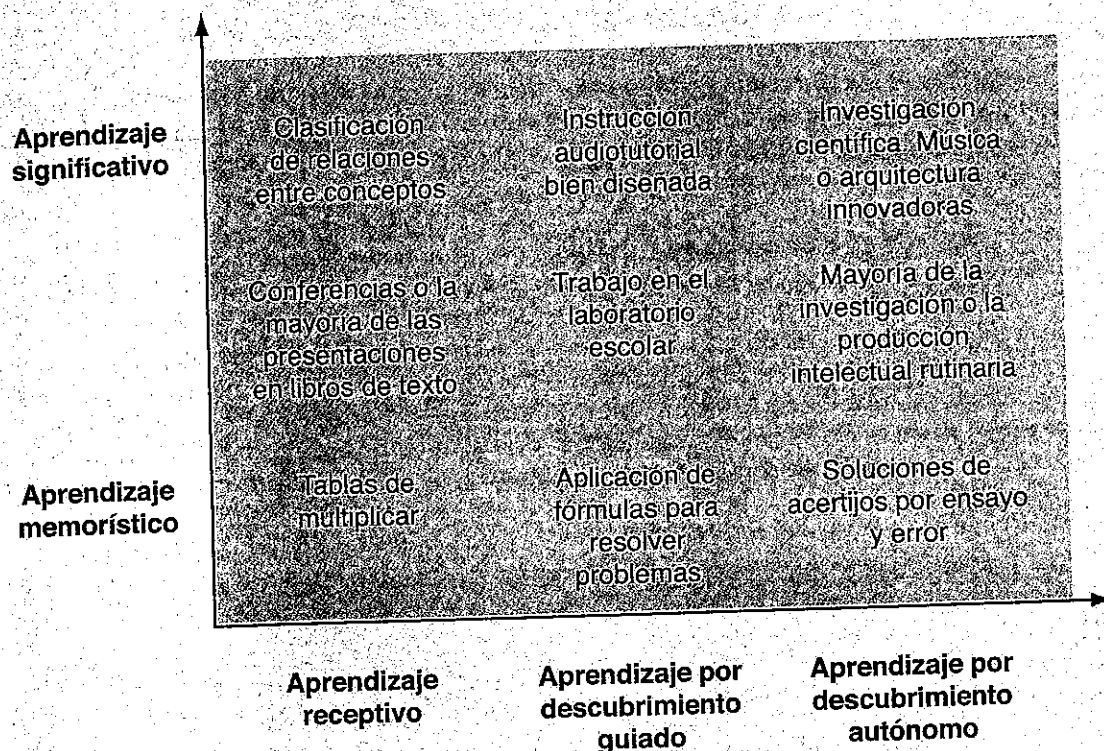 Aprendizaje
significativo
Clasificación
de relaciones
entre conceptos
Instrucción
audiotutorial
bien diseñada
Investigación
científica. Música
o arquitectura
innovadoras
Conferencias o la
mayoría de las
presentaciones
en libros de texto
Trabajo en el
laboratorio
escolar
Mayoría de la
investigación o la
producción
intelectual rutinaria
Aprendizaje
memorístico
Tablas de
multiplicar
Aplicación de
fórmulas para
resolver
problemas
Soluciones de
acertijos por ensayo
y error
Aprendizaje
receptivo
Aprendizaje por
descubrimiento
guiado
Aprendizaje por
descubrimiento
autónomo